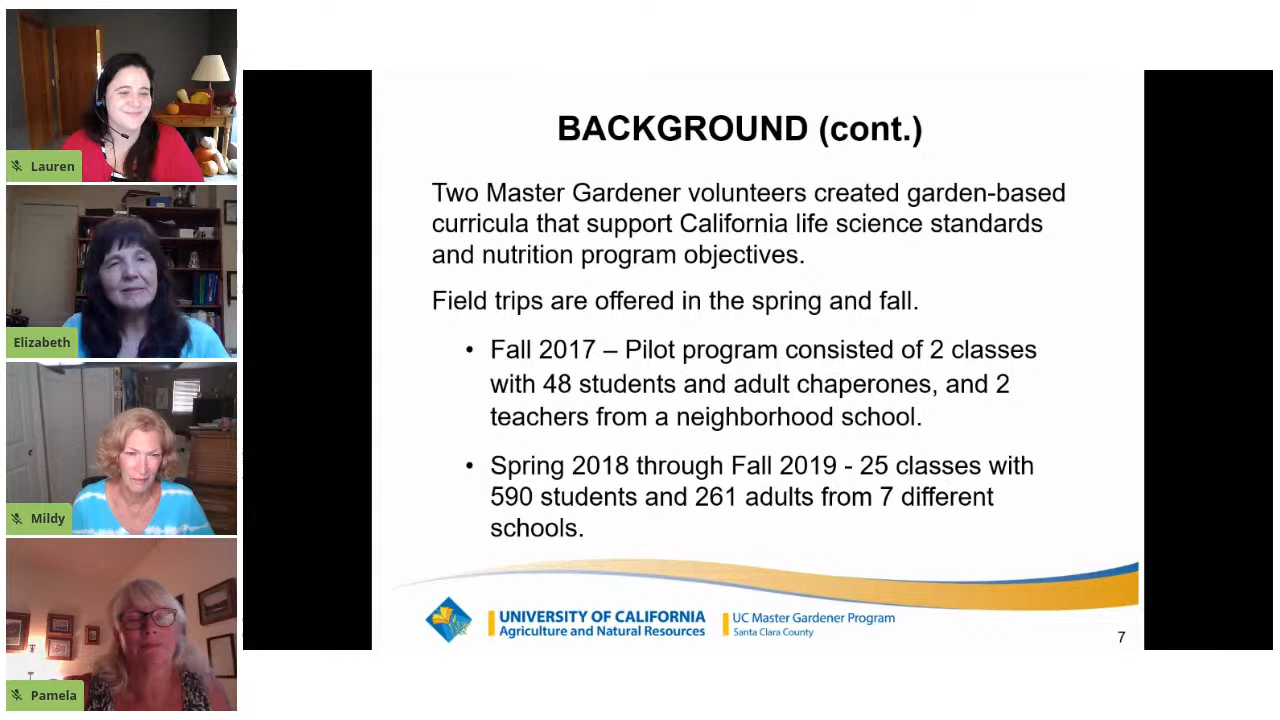 Lauren
Elizabeth
Mildy
Pamela
BACKGROUND (cont.)
Two Master Gardener volunteers created garden-based
curricula that support California life science standards
and nutrition program objectives.
Field trips are offered in the spring and fall.
• Fall 2017 – Pilot program consisted of 2 classes
with 48 students and adult chaperones, and 2
teachers from a neighborhood school.
• Spring 2018 through Fall 2019 - 25 classes with
590 students and 261 adults from 7 different
schools.
UNIVERSITY OF CALIFORNIA
Agriculture and Natural Resources
UC Master Gardener Program
Santa Clara County
7